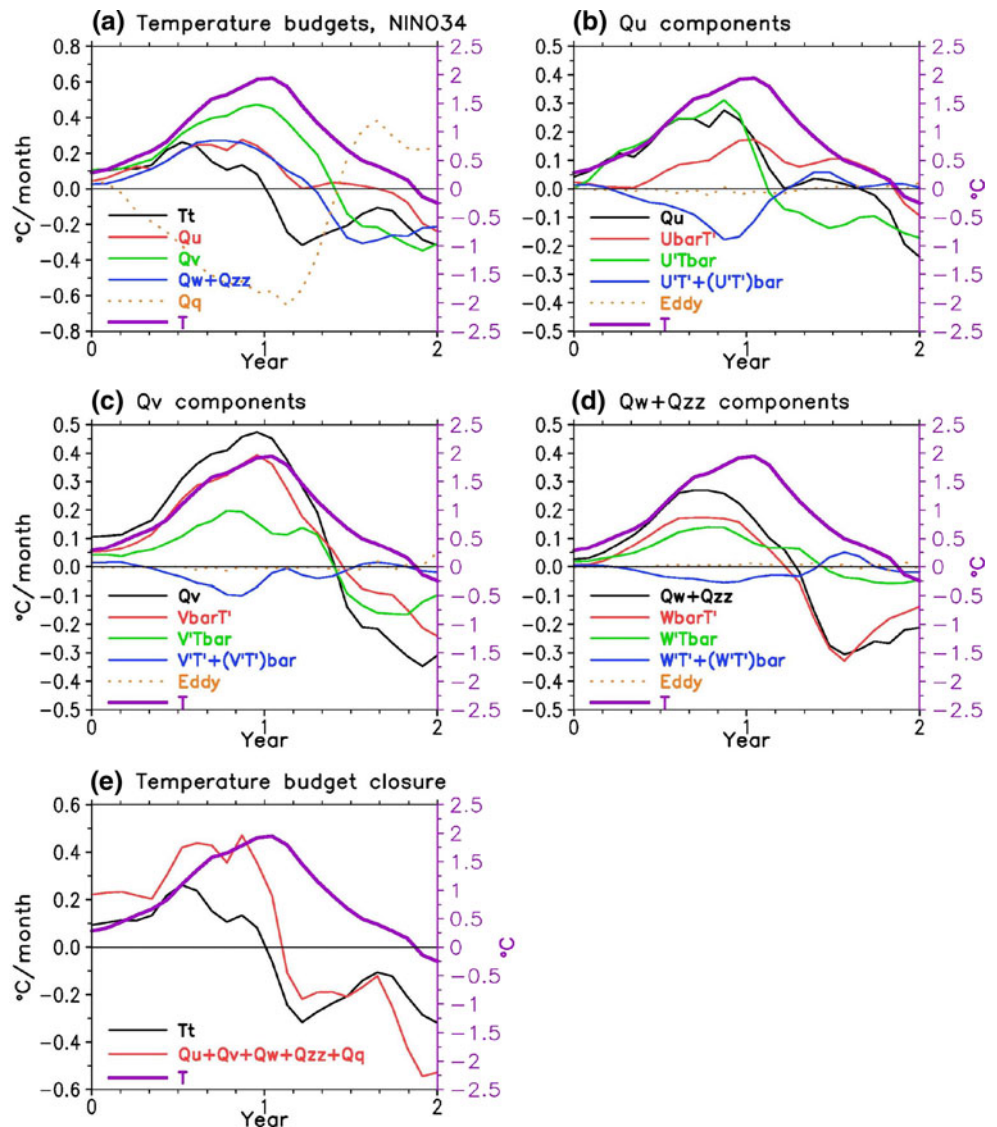 (a) Temperature budgets, NINO34
0.8
0.6
0.4
0.2
0.0
-0.2
-0.4
-0.6
-0.8
°C/month
2.5
2
1.5
1
0.5
0
-0.5
-1
-1.5
-2
-2.5
Tt
Qu
Qv
Qw+Qzz
Qq
T
0 1 2
Year
(b) Qu components
0.5
0.4
0.3
0.2
0.1
0.0
-0.1
-0.2
-0.3
-0.4
-0.5
2.5
2
1.5
1
0.5
0
-0.5
-1
-1.5
-2
-2.5
°C
Qu
UbarT'
U'Tbar
U'T'+(U'T')bar
Eddy
T
0 1 2
Year
(c) Qv components
0.5
0.4
0.3
0.2
0.1
0.0
-0.1
-0.2
-0.3
-0.4
-0.5
°C/month
2.5
2
1.5
1
0.5
0
-0.5
-1
-1.5
-2
-2.5
Qv
VbarT'
V'Tbar
V'T'+(V'T')bar
Eddy
T
0 1 2
Year
(d) Qw+Qzz components
0.5
0.4
0.3
0.2
0.1
0.0
-0.1
-0.2
-0.3
-0.4
-0.5
2.5
2
1.5
1
0.5
0
-0.5
-1
-1.5
-2
-2.5
°C
Qw+Qzz
WbarT'
W'Tbar
W'T'+(W'T')bar
Eddy
T
0 1 2
Year
(e) Temperature budget closure
0.6
0.4
0.2
0.0
-0.2
-0.4
-0.6
°C/month
2.5
2
1.5
1
0.5
0
-0.5
-1
-1.5
-2
-2.5
°C
Tt
Qu+Qv+Qw+Qzz+Qq
T
0 1 2
Year